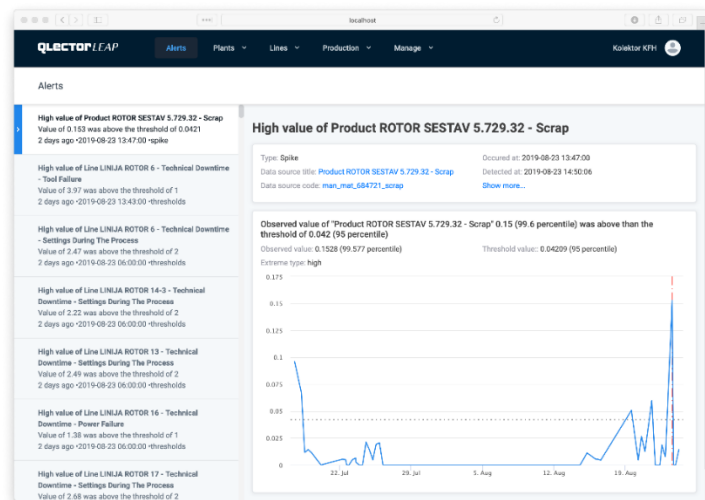 localhost
QLECTOR LEAP
Alerts
Plants
Lines
Production
Manage
Kolektor KFH
Alerts
High value of Product ROTOR SESTAV 5.729.32 - Scrap
Value of 0.153 was above the threshold of 0.0421
2 days ago •2019-08-23 13:47:00 •spike
High value of Line LINIJA ROTOR 6 - Technical Downtime
- Tool Failure
Value of 3.97 was above the threshold of 1
2 days ago •2019-08-23 13:43:00 •thresholds
High value of Line LINIJA ROTOR 6 - Technical Downtime
- Settings During The Process
Value of 2.47 was above the threshold of 2
2 days ago •2019-08-23 06:00:00 •thresholds
High value of Line LINIJA ROTOR 14-3 - Technical
Downtime - Settings During The Process
Value of 2.22 was above the threshold of 2
2 days ago •2019-08-23 06:00:00 •thresholds
High value of Line LINIJA ROTOR 13 - Technical
Downtime - Settings During The Process
Value of 2.49 was above the threshold of 2
2 days ago •2019-08-23 06:00:00 •thresholds
High value of Line LINIJA ROTOR 16 - Technical
Downtime - Power Failure
Value of 1.38 was above the threshold of 1
2 days ago •2019-08-23 06:00:00 •thresholds
High value of Line LINIJA ROTOR 17 - Technical
Downtime - Settings During The Process
Value of 2.68 was above the threshold of 2
High value of Product ROTOR SESTAV 5.729.32 - Scrap
Type: Spike
Occured at: 2019-08-23 13:47:00
Data source title: Product ROTOR SESTAV 5.729.32 - Scrap
Detected at: 2019-08-23 14:50:06
Data source code: man_mat_684721_scrap
Show more...
Observed value of "Product ROTOR SESTAV 5.729.32 - Scrap" 0.15 (99.6 percentile) was above than the
threshold of 0.042 (95 percentile)
Observed value: 0.1528 (99.577 percentile)
Threshold value:: 0.04209 (95 percentile)
Extreme type: high
0.175
0.15
0.125
0.1
0.075
0.05
0.025
0
22. Jul
29. Jul
5. Aug
12. Aug
19. Aug